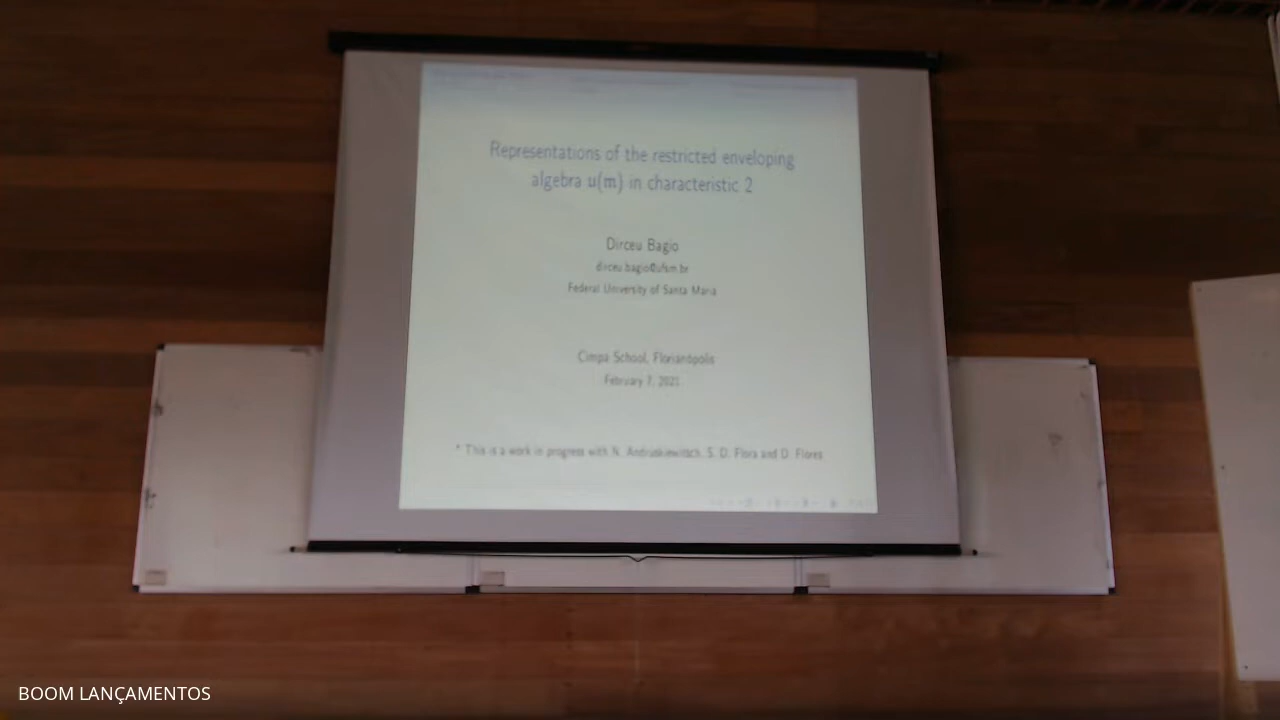 Representations of the restricted enveloping
algebra u(m) in characteristic 2
Dirceu Bagio
dirceu.bagio@ufsm.br
Federal University of Santa Maria
Cimpa School, Florianópolis
February 7, 2021
* This is a work in progress with N. Andruskiewitsch, S. D. Flora and D. Flores
BOOM LANÇAMENTOS